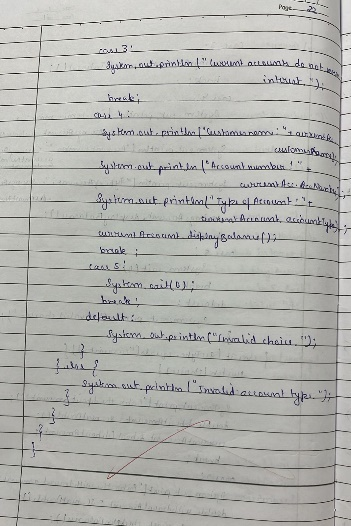 Page 22
case 3:
System.out.println("Current accounts do not
interest.");
break;
case 4:
System.out.println("Customer name: " +
customerName);
System.out.println("Account number: " +
currentAcc.
System.out.println("Type of Account: " +
currentAccount.accountType);
currentAccount.displayBalance();
break;
case 5:
System.exit(0);
break;
default:
System.out.println("Invalid choice.");
}
} else {
System.out.println("Invalid account type.");
}
}
}
}